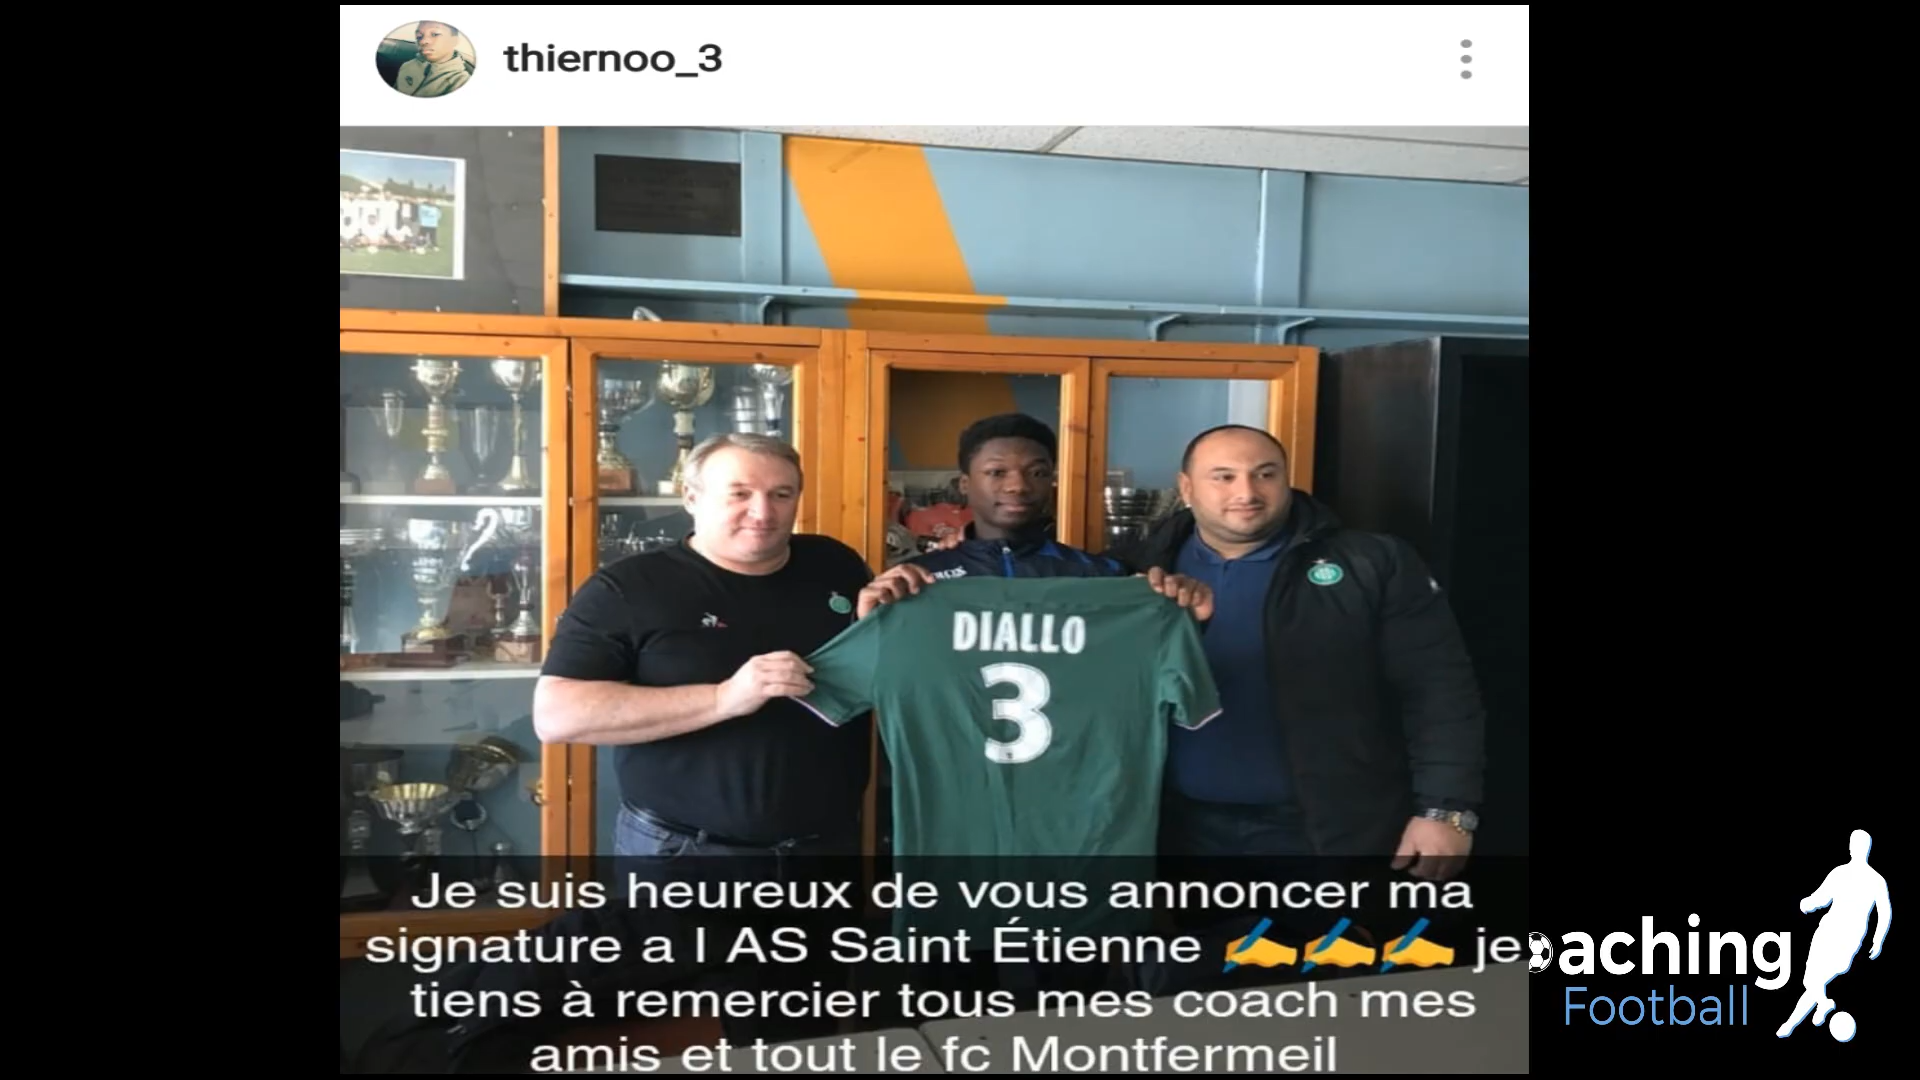 thiernoo_3
DIALLO
3
Je suis heureux de vous annoncer ma
signature a l AS Saint Étienne ✍✍✍ je
tiens à remercier tous mes coach mes
amis et tout le fc Montfermeil
oaching
Football